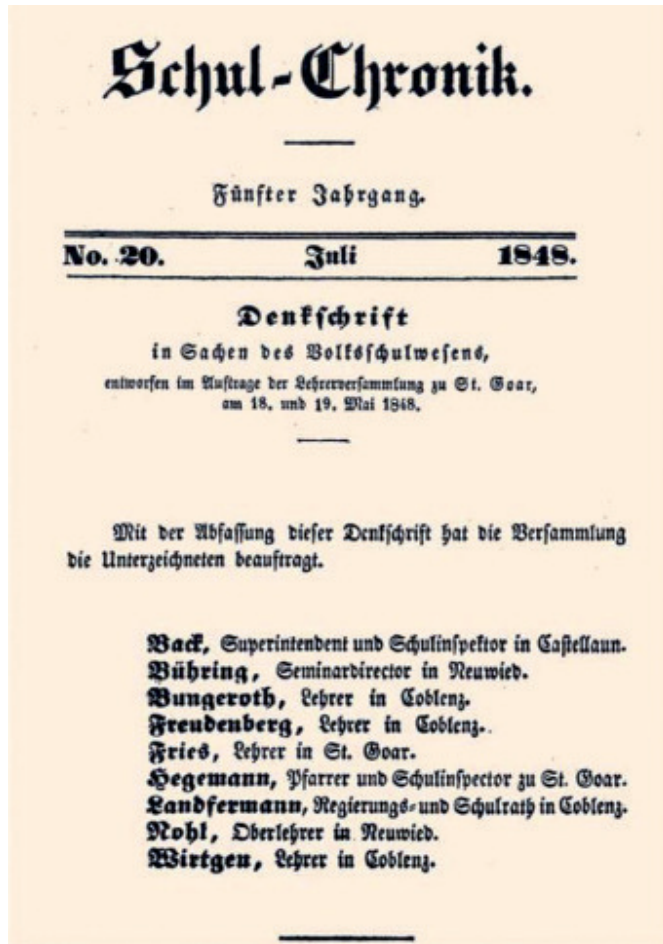 Schul-Chronik.
Fünfter Jahrgang.
No. 20. Juli 1848.
Denkschrift
in Sachen des Volksschulwesens,
entworfen im Auftrage der Lehrerversammlung zu St. Goar,
am 18. und 19. Mai 1848.
Mit der Abfassung dieser Denkschrift hat die Versammlung
die Unterzeichneten beauftragt.
Back, Superintendent und Schulinspektor in Castellaun.
Bühring, Seminardirector in Neuwied.
Bungeroth, Lehrer in Coblenz.
Freudenberg, Lehrer in Coblenz.
Fries, Lehrer in St. Goar.
Hegemann, Pfarrer und Schulinspector zu St. Goar.
Landfermann, Regierungs- und Schulrath in Coblenz.
Nohl, Oberlehrer in Neuwied.
Wirtgen, Lehrer in Coblenz.